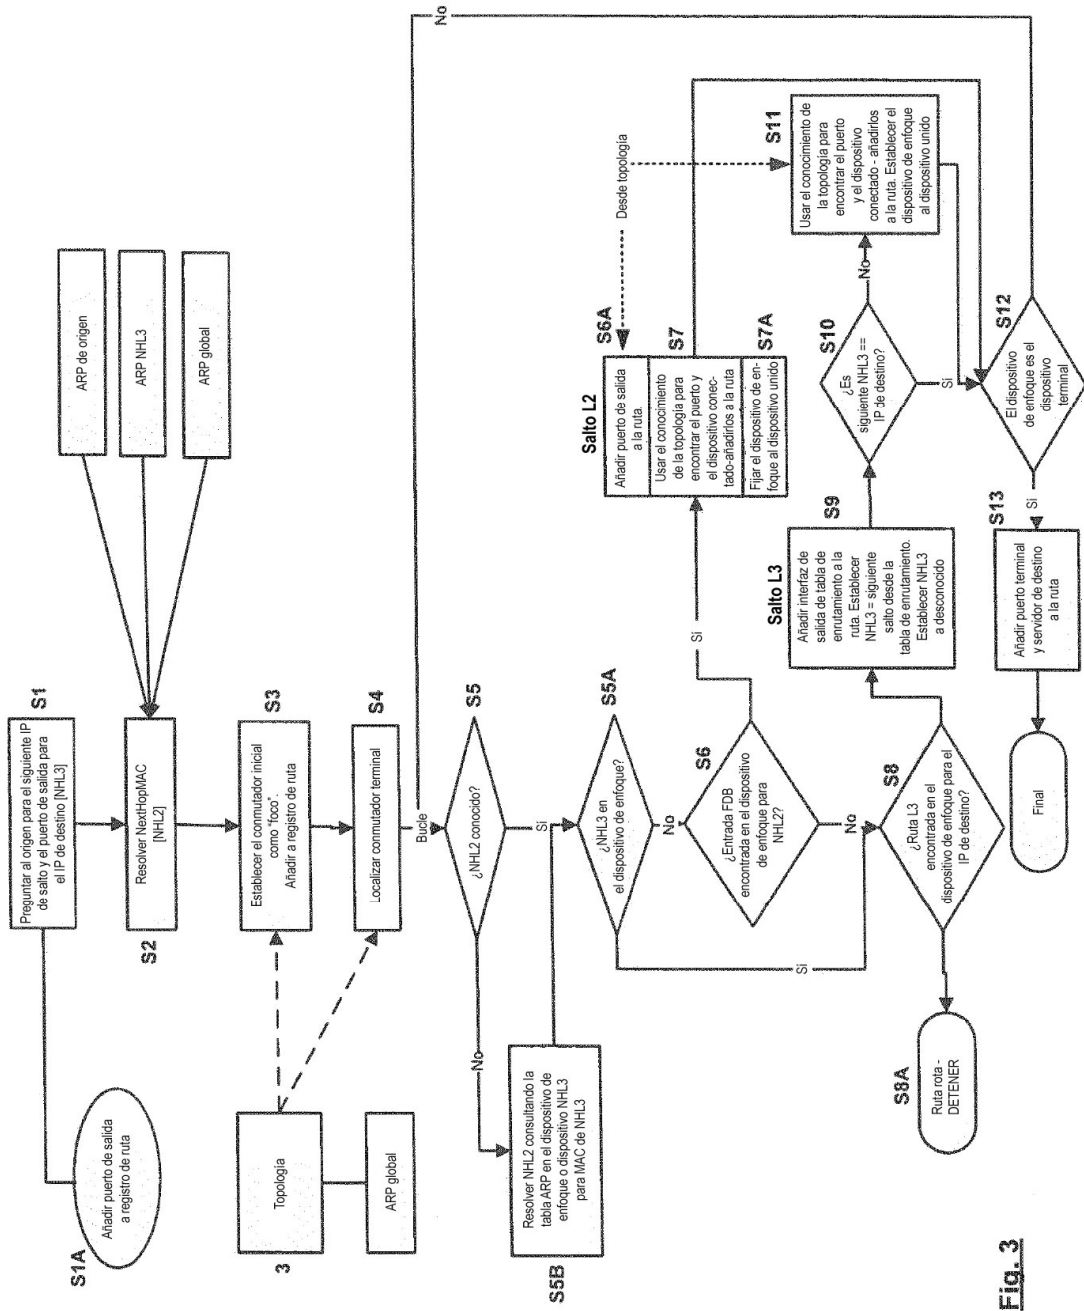 S1A
Añadir puerto de salida
a registro de ruta
S1
Preguntar al origen para el siguiente IP
de salto y el puerto de salida para
el IP de destino [NHL3]
S2
Resolver NextHopMAC
[NHL2]
ARP de origen
ARP NHL3
ARP global
3
Topología
ARP global
S3
Establecer el conmutador inicial
como "foco".
Añadir a registro de ruta
S4
Localizar conmutador terminal
Bucle
No
S5
¿NHL2 conocido?
No
Si
S5B
Resolver NHL2 consultando la
tabla ARP en el dispositivo de
enfoque o dispositivo NHL3
para MAC de NHL3
S5A
¿NHL3 en
el dispositivo de enfoque?
Si
No
S6
¿Entrada FDB
encontrada en el dispositivo
de enfoque para
NHL2?
Si
No
Salto L2
S6A
Añadir puerto de salida
a la ruta.
S7
Usar el conocimiento
de la topología para
encontrar el puerto y
el dispositivo conec-
tado-añadirlos a la ruta
S7A
Fijar el dispositivo de en-
foque al dispositivo unido
Desde topología
S8
¿Ruta L3
encontrada en el
dispositivo de enfoque para el
IP de destino?
S8A
Ruta rota -
DETENER
Salto L3
S9
Añadir interfaz de
salida de tabla de
enrutamiento a la
ruta. Establecer
NHL3 = siguiente
salto desde la
tabla de enrutamiento.
Establecer NHL3
a desconocido
S10
¿Es
siguiente NHL3 ==
IP de destino?
No
Si
S11
Usar el conocimiento de
la topología para
encontrar el puerto
y el dispositivo
conectado - añadirlos
a la ruta. Establecer el
dispositivo de enfoque
al dispositivo unido
S12
El dispositivo
de enfoque es el
dispositivo
terminal
Si
S13
Añadir puerto terminal
y servidor de destino
a la ruta
Final
Fig. 3